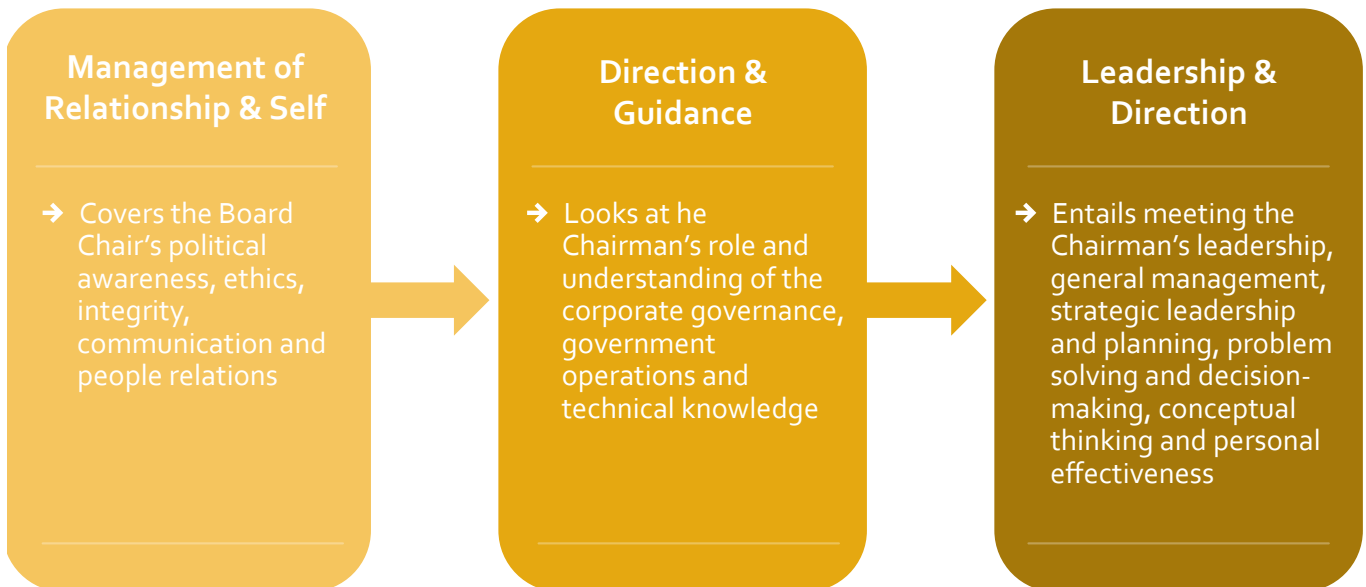 Management of
Relationship & Self
→ Covers the Board
Chair's political
awareness, ethics,
integrity,
communication and
people relations
Direction &
Guidance
→ Looks at he
Chairman's role and
understanding of the
corporate governance,
government
operations and
technical knowledge
Leadership &
Direction
→ Entails meeting the
Chairman's leadership,
general management,
strategic leadership
and planning, problem
solving and decision-
making, conceptual
thinking and personal
effectiveness